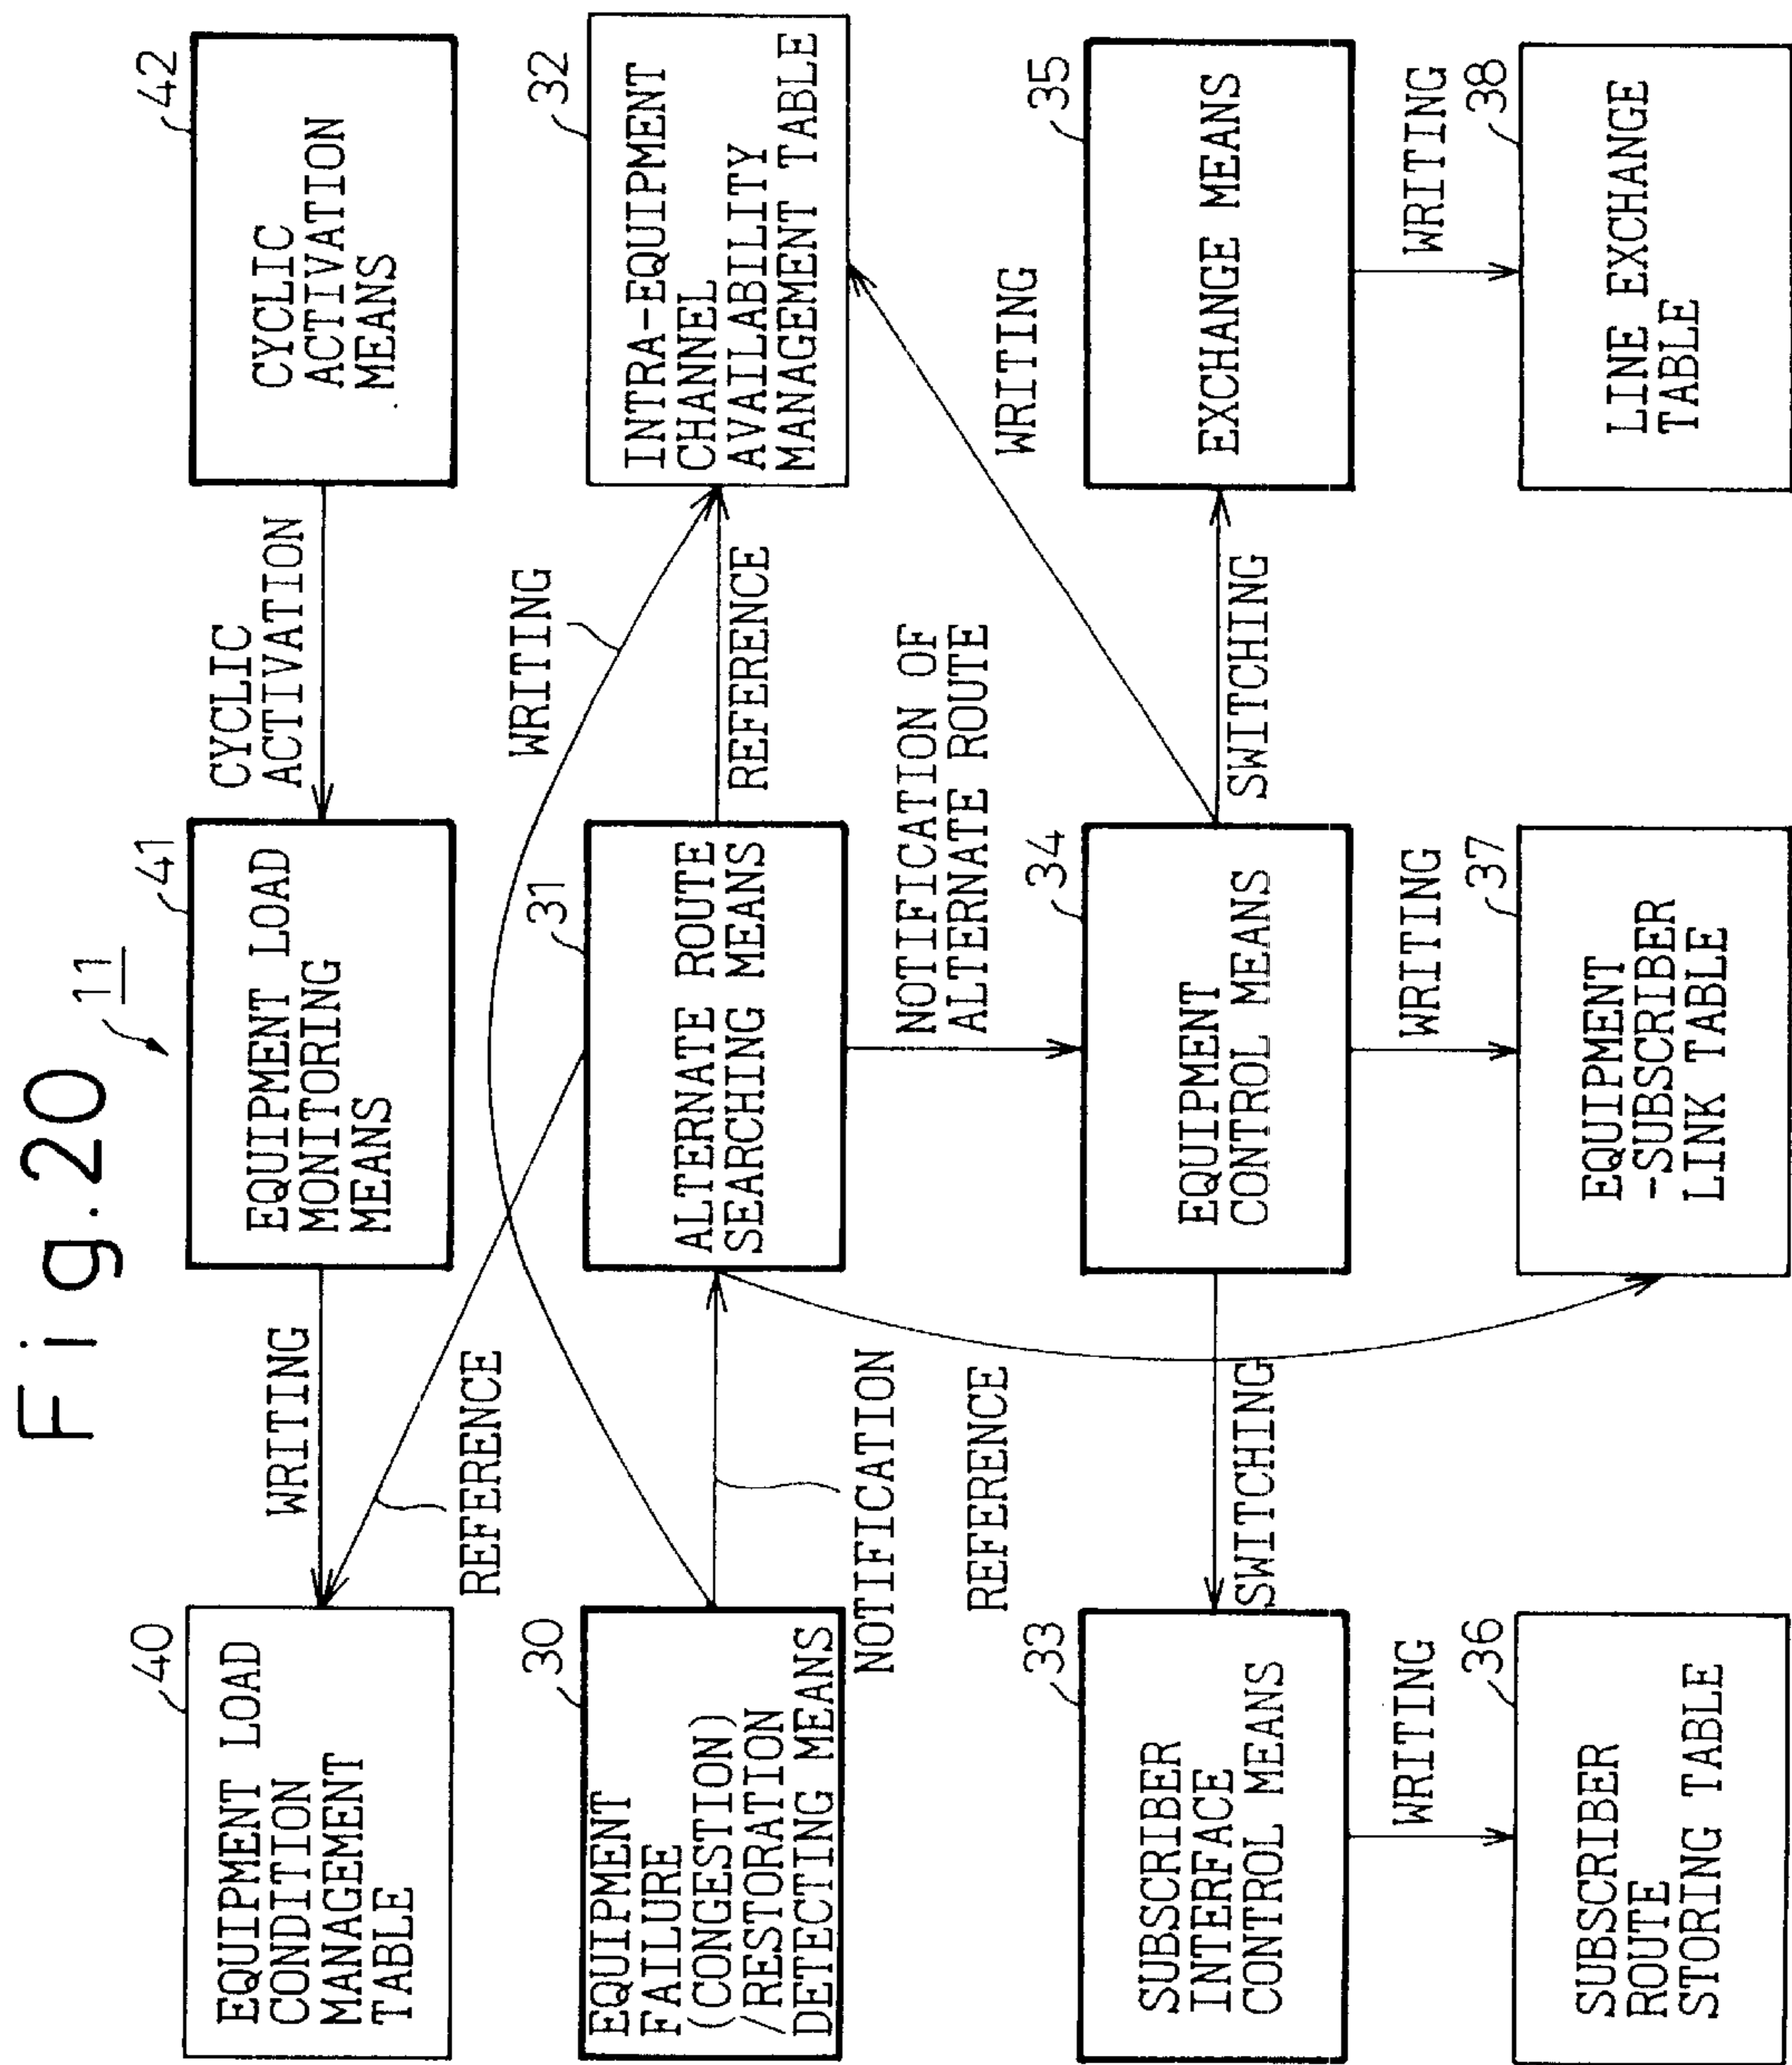 Fig.20
11
40
EQUIPMENT LOAD
CONDITION
MANAGEMENT
TABLE
WRITING
41
EQUIPMENT LOAD
MONITORING
MEANS
CYCLIC
ACTIVATION
42
CYCLIC
ACTIVATION
MEANS
REFERENCE
WRITING
30
EQUIPMENT
FAILURE
(CONGESTION)
/RESTORATION
DETECTING MEANS
NOTIFICATION
31
ALTERNATE ROUTE
SEARCHING MEANS
REFERENCE
32
INTRA-EQUIPMENT
CHANNEL
AVAILABILITY
MANAGEMENT TABLE
REFERENCE
NOTIFICATION OF
ALTERNATE ROUTE
WRITING
33
SUBSCRIBER
INTERFACE
CONTROL MEANS
SWITCHING
34
EQUIPMENT
CONTROL MEANS
SWITCHING
35
EXCHANGE MEANS
WRITING
WRITING
WRITING
36
SUBSCRIBER
ROUTE
STORING TABLE
37
EQUIPMENT
-SUBSCRIBER
LINK TABLE
38
LINE EXCHANGE
TABLE